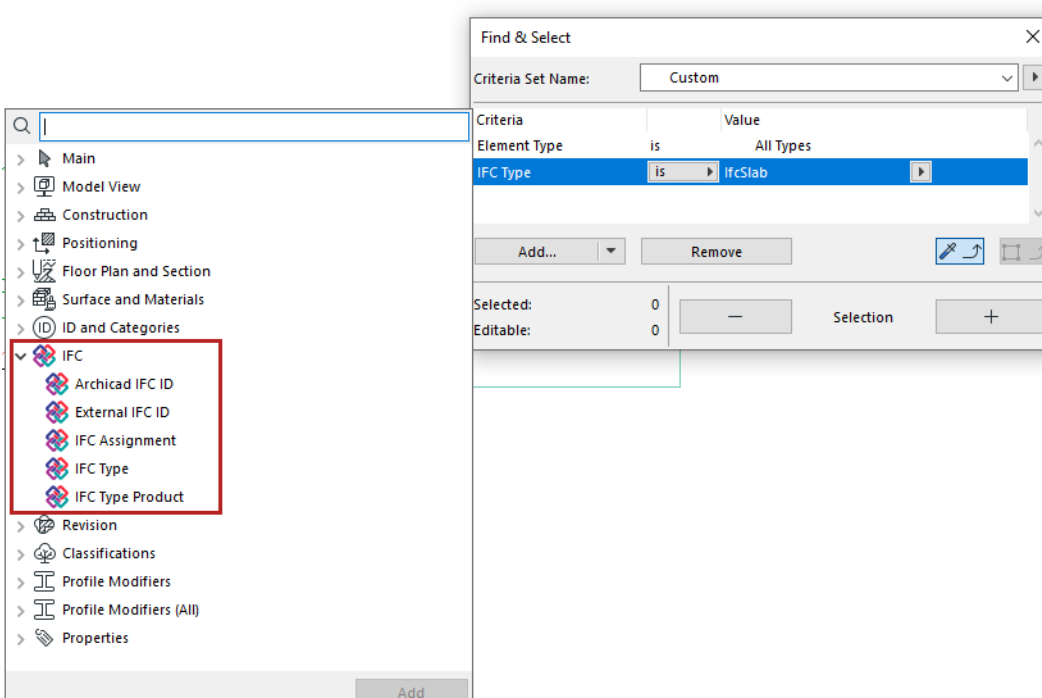 Find & Select
Criteria Set Name: Custom
Criteria Value
Element Type is All Types
IFC Type is IfcSlab
Add... Remove
Selected: 0
Editable: 0
Selection
Main
Model View
Construction
Positioning
Floor Plan and Section
Surface and Materials
ID and Categories
IFC
Archicad IFC ID
External IFC ID
IFC Assignment
IFC Type
IFC Type Product
Revision
Classifications
Profile Modifiers
Profile Modifiers (All)
Properties
Add